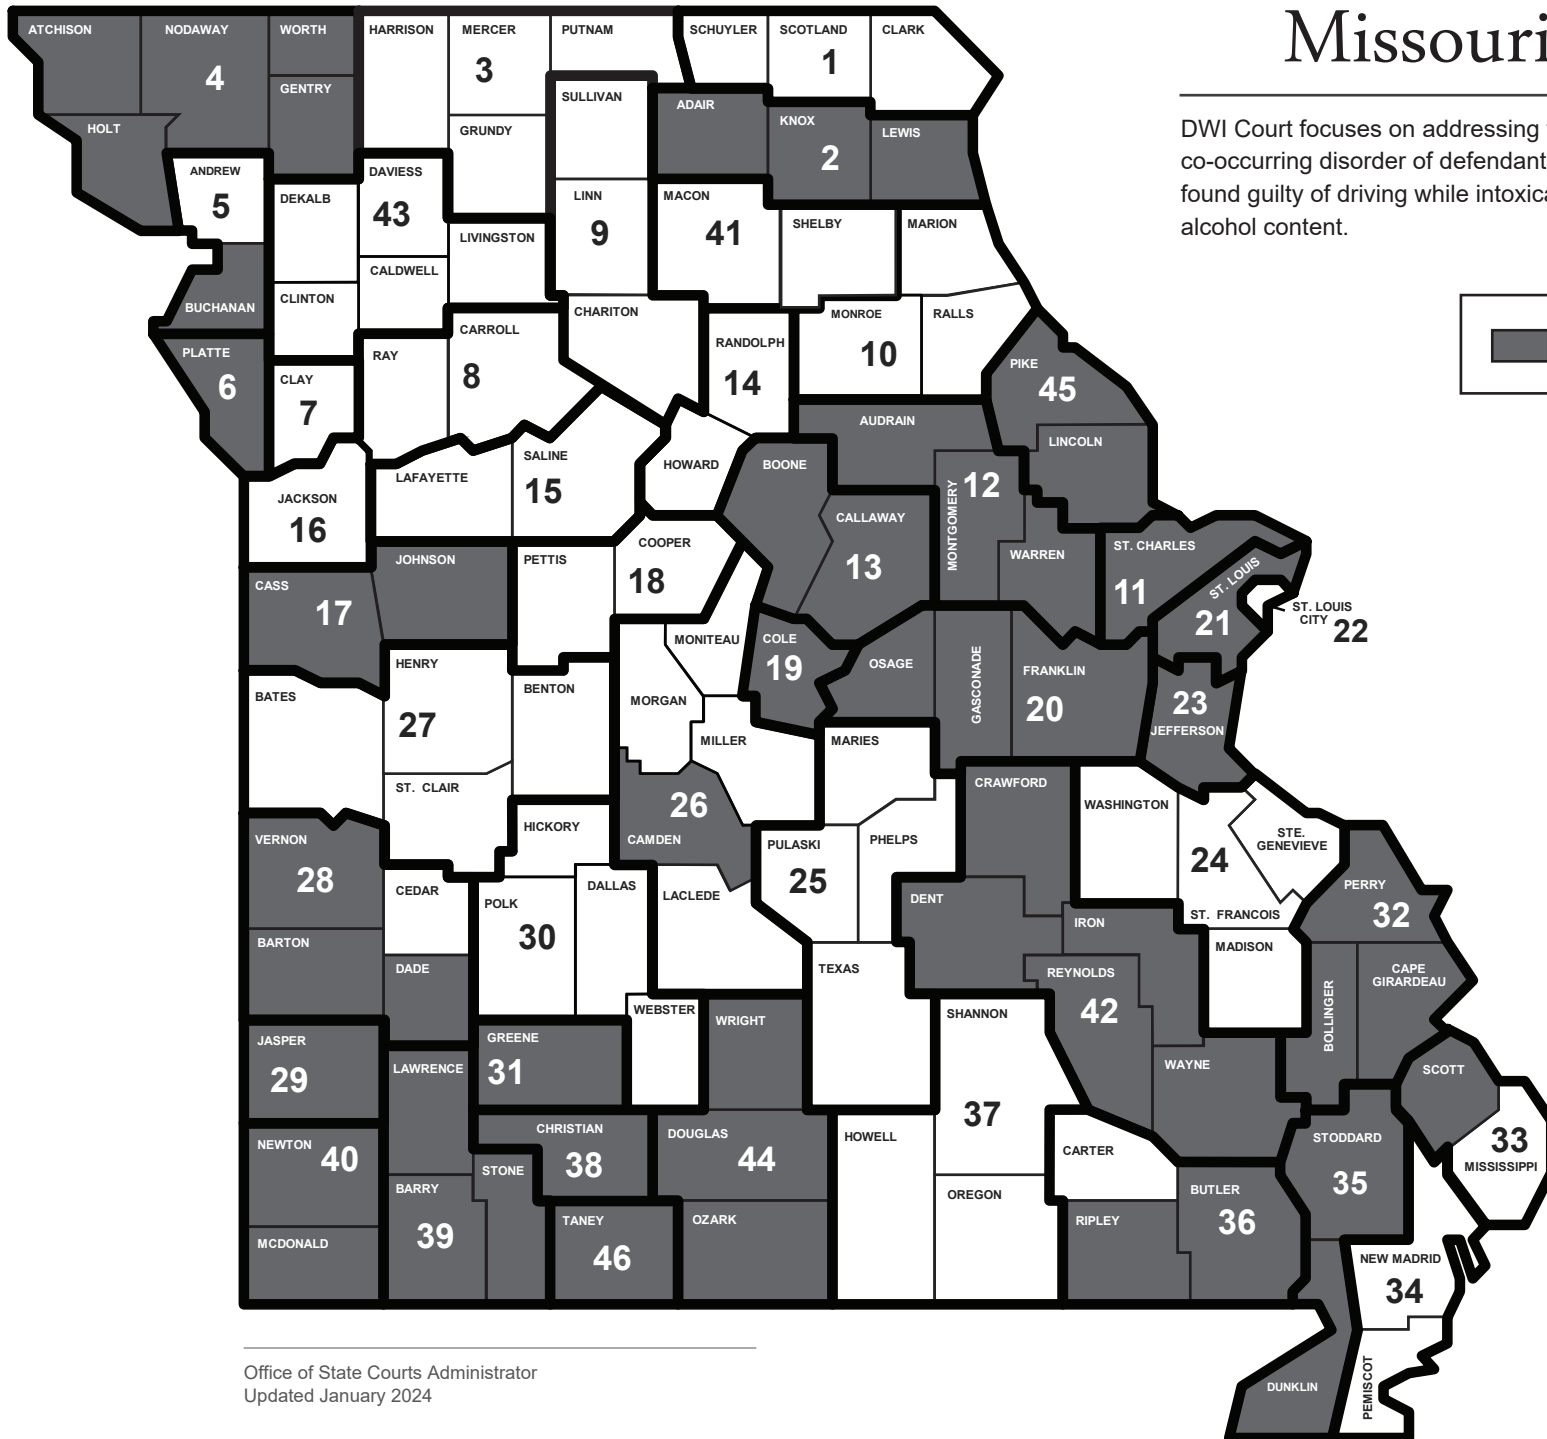 Missouri
DWI Court focuses on addressing
co-occurring disorder of defendant
found guilty of driving while intoxica
alcohol content.
ATCHISON
NODAWAY
WORTH
HARRISON
MERCER
PUTNAM
SCHUYLER
SCOTLAND
CLARK
4
3
1
GENTRY
SULLIVAN
ADAIR
KNOX
LEWIS
HOLT
GRUNDY
2
ANDREW
5
DEKALB
DAVIESS
43
LINN
9
MACON
41
SHELBY
MARION
LIVINGSTON
CALDWELL
BUCHANAN
CLINTON
CHARITON
MONROE
RALLS
CARROLL
RANDOLPH
10
PLATTE
6
RAY
8
14
PIKE
45
CLAY
7
AUDRAIN
LINCOLN
SALINE
15
HOWARD
BOONE
LAFAYETTE
MONTGOMERY
12
JACKSON
16
CALLAWAY
13
COOPER
18
WARREN
ST. CHARLES
11
JOHNSON
PETTIS
CASS
17
ST. LOUIS
21
ST. LOUIS
CITY 22
MONITEAU
COLE
19
OSAGE
GASCONADE
FRANKLIN
20
HENRY
27
BATES
BENTON
MORGAN
23
JEFFERSON
MILLER
MARIES
ST. CLAIR
26
CAMDEN
CRAWFORD
WASHINGTON
HICKORY
VERNON
28
PULASKI
25
PHELPS
24
STE.
GENEVIEVE
CEDAR
POLK
30
DALLAS
LACLEDE
DENT
IRON
ST. FRANCOIS
PERRY
32
BARTON
DADE
TEXAS
REYNOLDS
42
MADISON
BOLLINGER
CAPE
GIRARDEAU
WEBSTER
WRIGHT
SHANNON
JASPER
29
GREENE
31
LAWRENCE
WAYNE
SCOTT
37
NEWTON
40
CHRISTIAN
38
DOUGLAS
44
HOWELL
CARTER
STODDARD
35
33
MISSISSIPPI
STONE
BARRY
39
OREGON
BUTLER
36
TANEY
46
OZARK
RIPLEY
MCDONALD
NEW MADRID
34
DUNKLIN
PEMISCOT
Office of State Courts Administrator
Updated January 2024